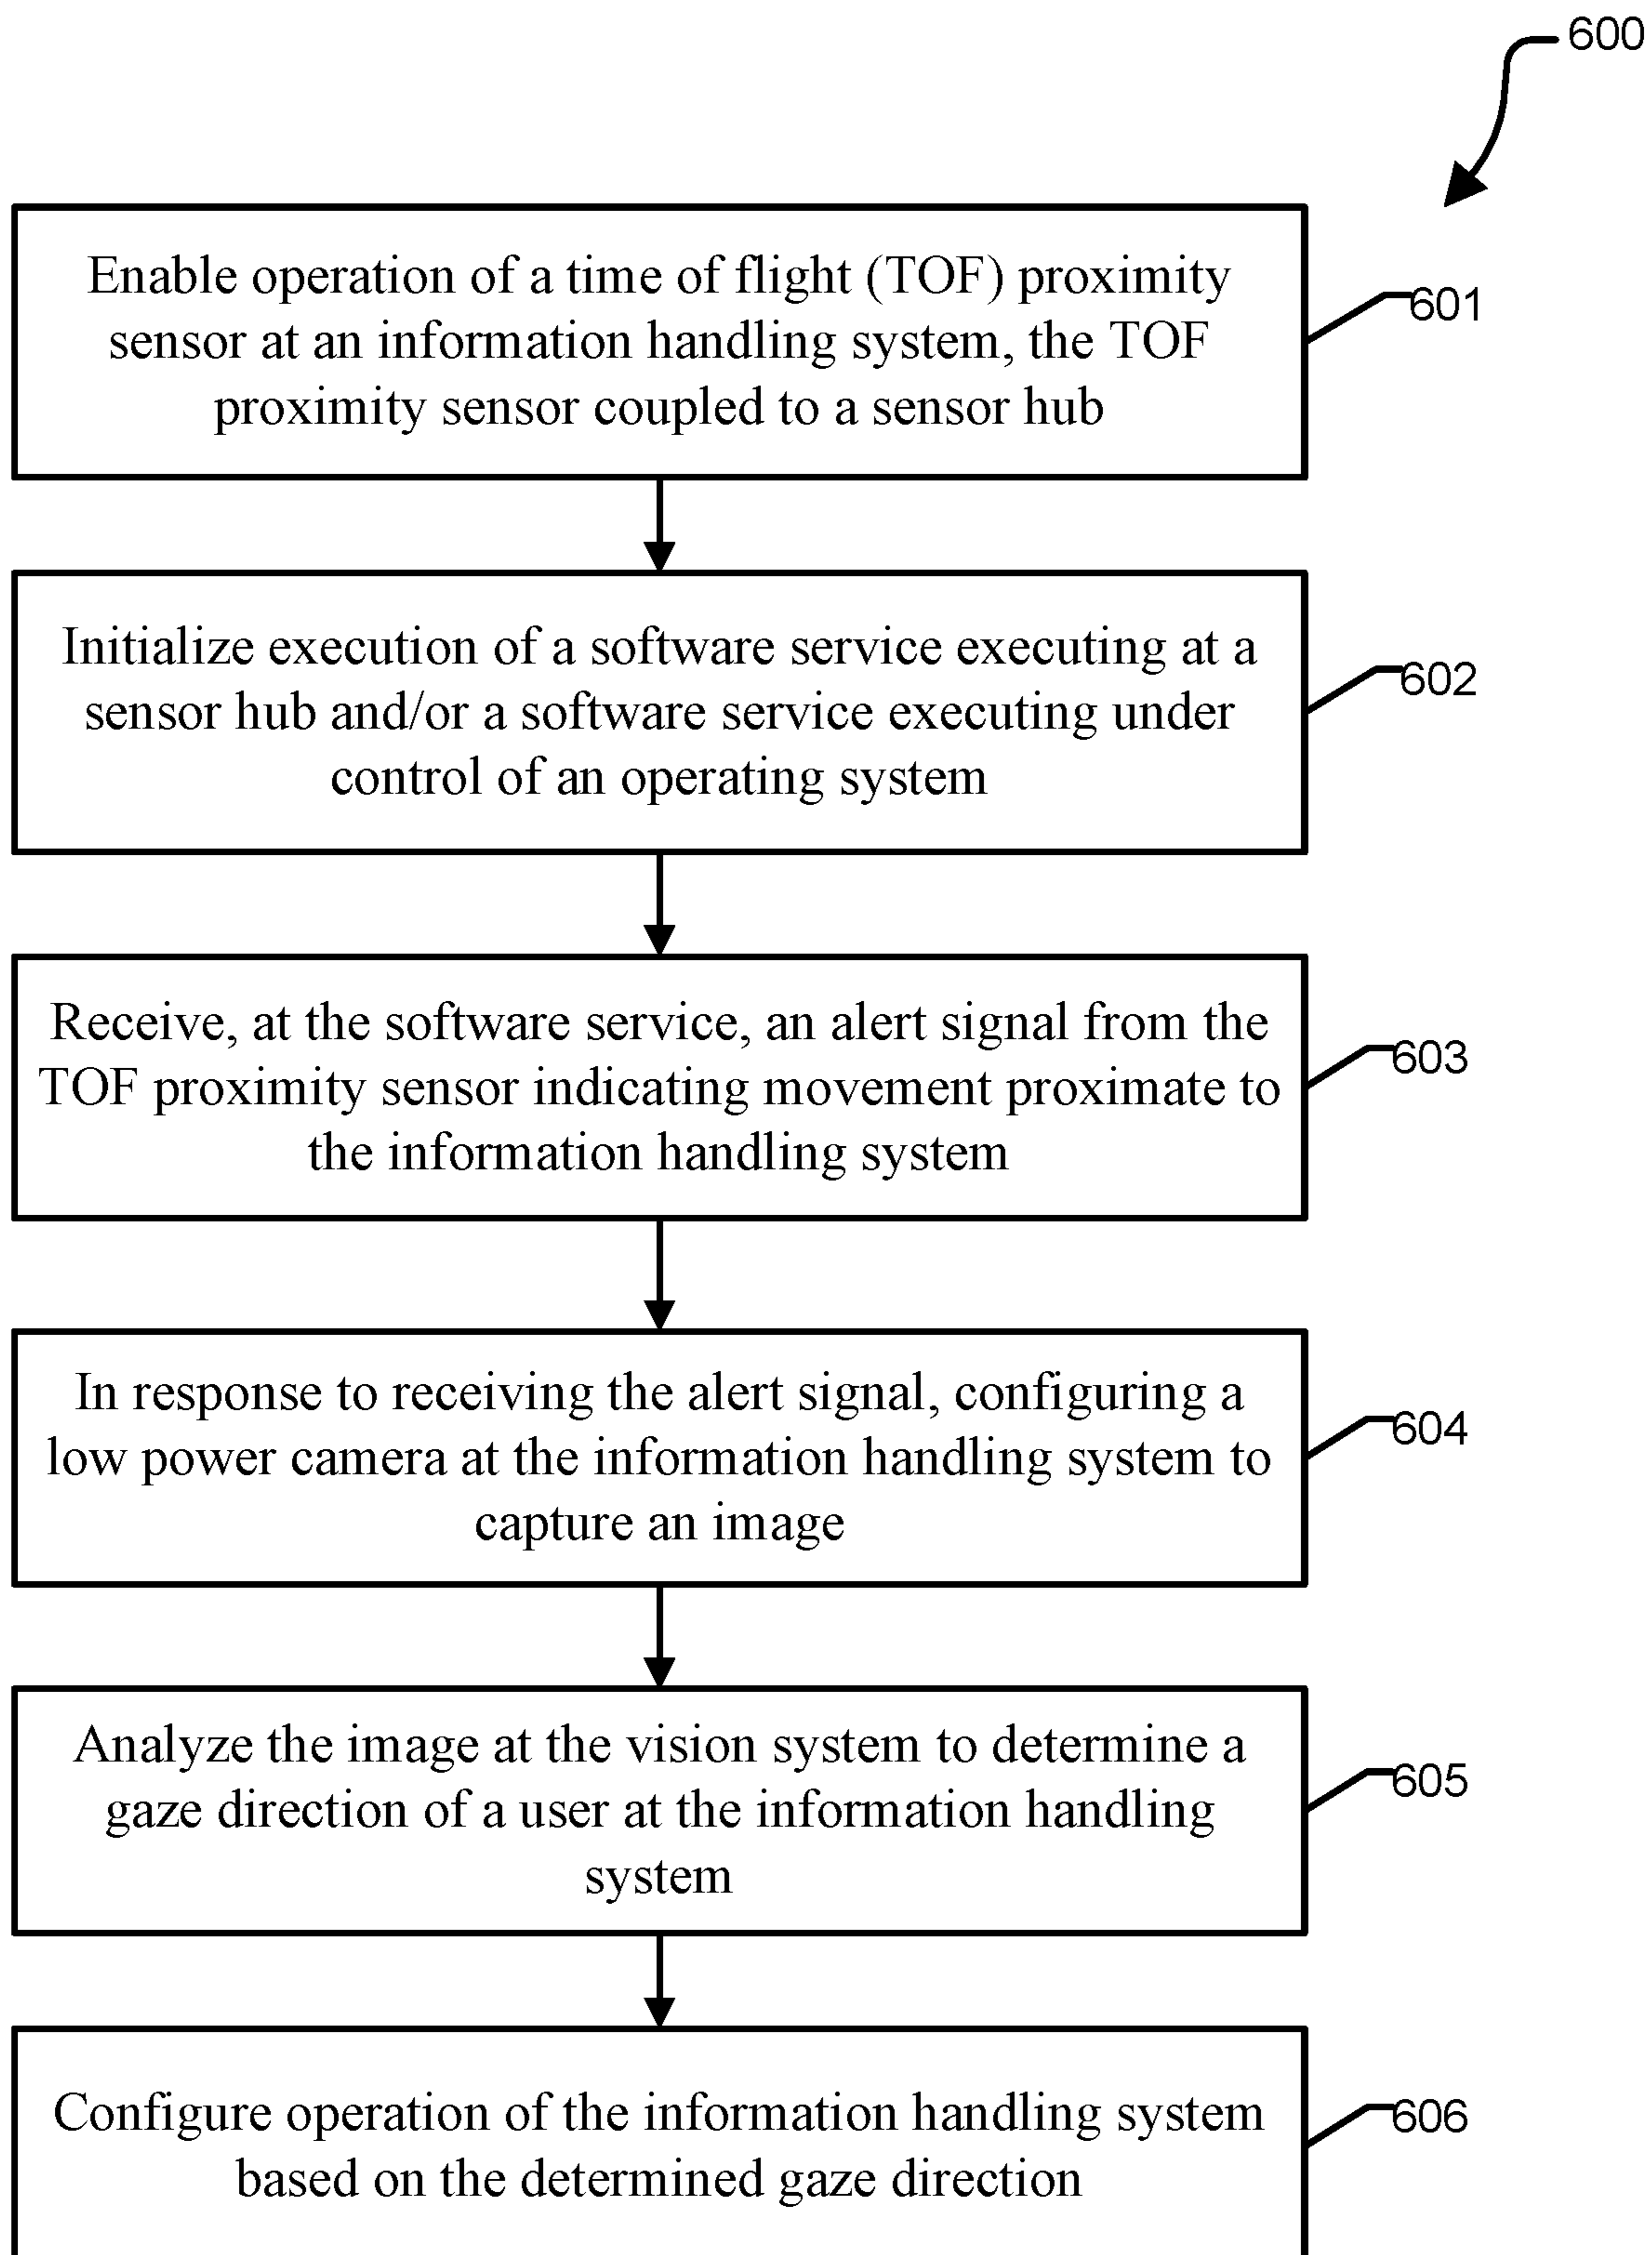 600
Enable operation of a time of flight (TOF) proximity
sensor at an information handling system, the TOF
proximity sensor coupled to a sensor hub
601
Initialize execution of a software service executing at a
sensor hub and/or a software service executing under
control of an operating system
602
Receive, at the software service, an alert signal from the
TOF proximity sensor indicating movement proximate to
the information handling system
603
In response to receiving the alert signal, configuring a
low power camera at the information handling system to
capture an image
604
Analyze the image at the vision system to determine a
gaze direction of a user at the information handling
system
605
Configure operation of the information handling system
based on the determined gaze direction
606